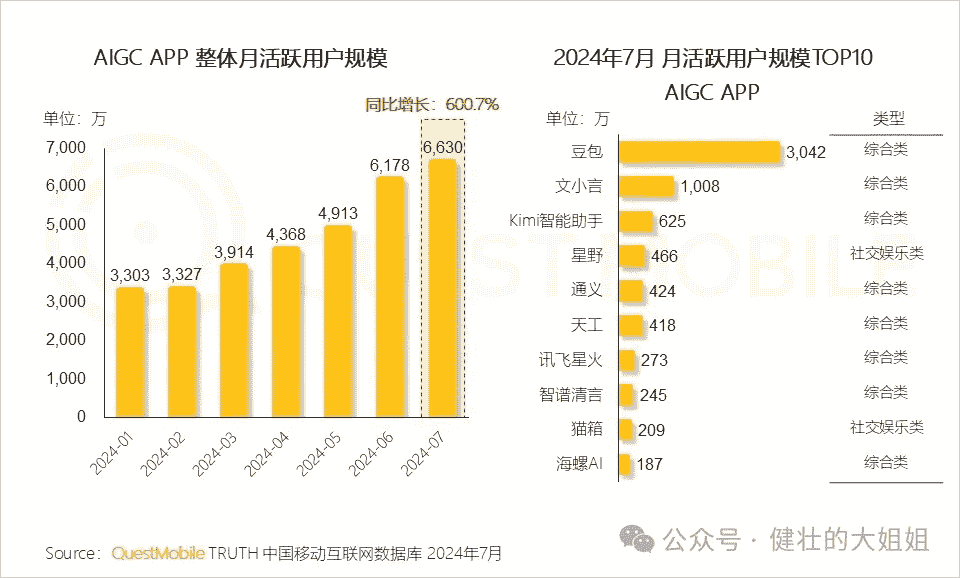 AIGC APP 整体月活跃用户规模
同比增长：600.7%
单位：万
7,000
6,000
5,000
4,000
3,000
2,000
1,000
0
3,303
3,327
3,914
4,368
4,913
6,178
6,630
2024-01
2024-02
2024-03
2024-04
2024-05
2024-06
2024-07
2024年7月 月活跃用户规模TOP10
AIGC APP
单位：万 类型
豆包 3,042 综合类
文小言 1,008 综合类
Kimi智能助手 625 综合类
星野 466 社交娱乐类
通义 424 综合类
天工 418 综合类
讯飞星火 273 综合类
智谱清言 245 综合类
猫箱 209 社交娱乐类
海螺AI 187 综合类
QUESTMOBILE
Source：QuestMobile TRUTH 中国移动互联网数据库 2024年7月
公众号 · 健壮的大姐姐